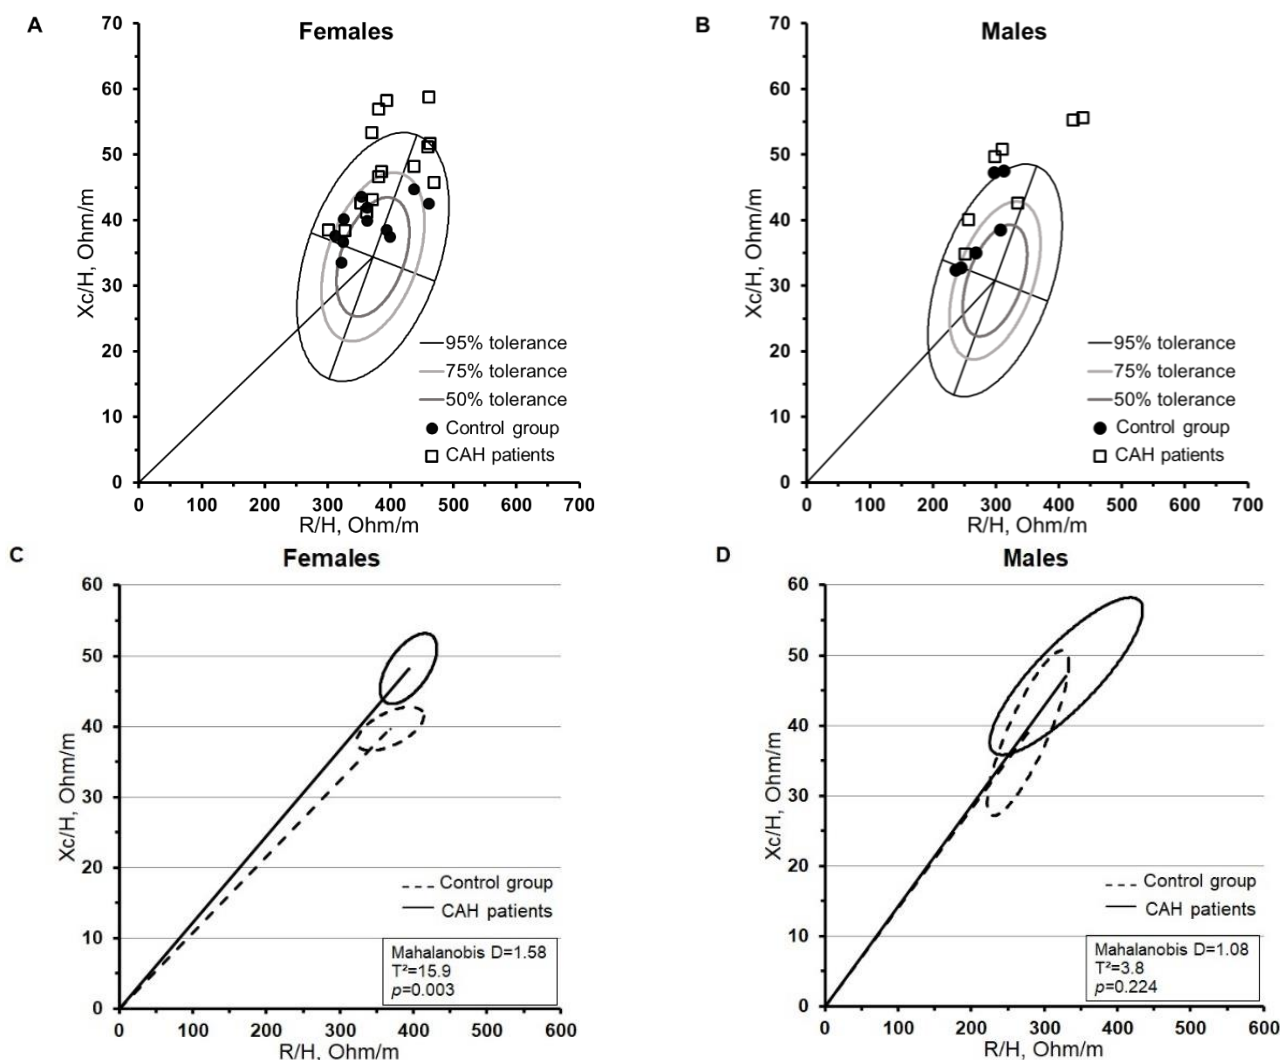 A
Females
70
60
50
40
30
20
10
0
Xc/H, Ohm/m
95% tolerance
75% tolerance
50% tolerance
Control group
CAH patients
0 100 200 300 400 500 600 700
R/H, Ohm/m
B
Males
70
60
50
40
30
20
10
0
Xc/H, Ohm/m
95% tolerance
75% tolerance
50% tolerance
Control group
CAH patients
0 100 200 300 400 500 600 700
R/H, Ohm/m
C
Females
60
50
40
30
20
10
0
Xc/H, Ohm/m
Control group
CAH patients
Mahalanobis D=1.58
T²=15.9
p=0.003
0 100 200 300 400 500 600
R/H, Ohm/m
D
Males
60
50
40
30
20
10
0
Xc/H, Ohm/m
Control group
CAH patients
Mahalanobis D=1.08
T²=3.8
p=0.224
0 100 200 300 400 500 600
R/H, Ohm/m